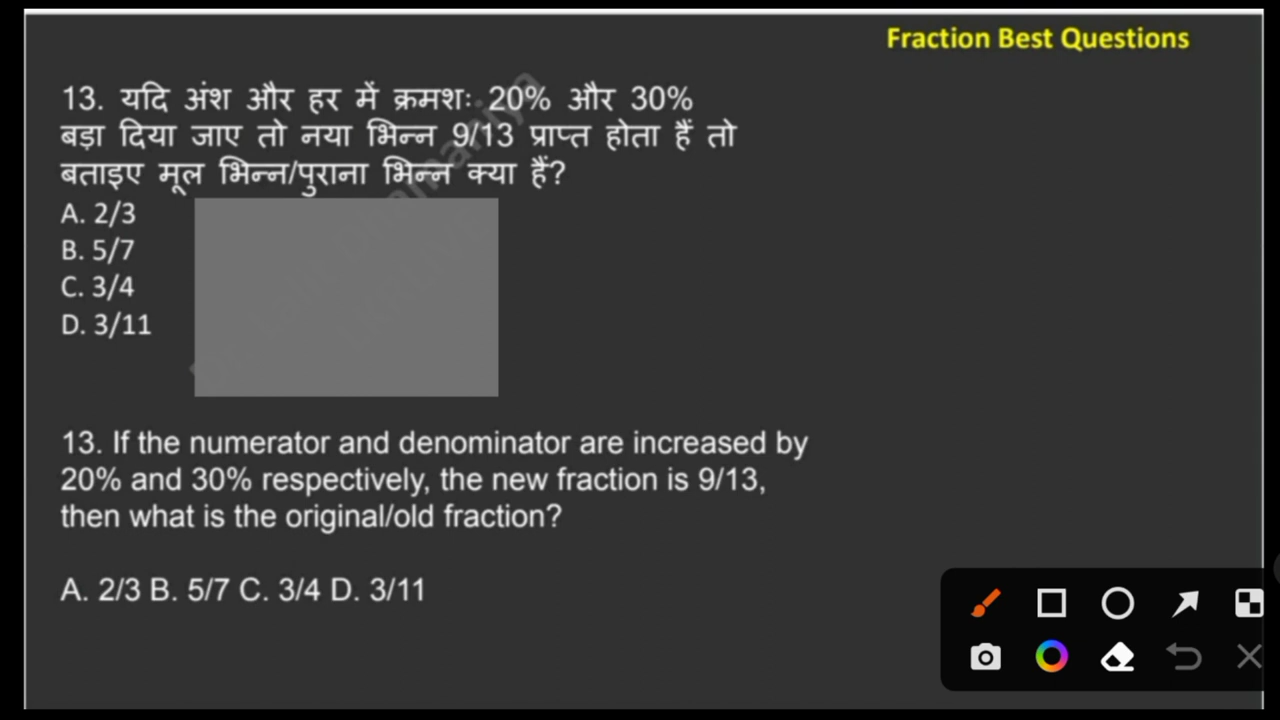 Fraction Best Questions
13. यदि अंश और हर में क्रमशः 20% और 30%
बड़ा दिया जाए तो नया भिन्न 9/13 प्राप्त होता हैं तो
बताइए मूल भिन्न/पुराना भिन्न क्या हैं?
A. 2/3
B. 5/7
C. 3/4
D. 3/11
13. If the numerator and denominator are increased by
20% and 30% respectively, the new fraction is 9/13,
then what is the original/old fraction?
A. 2/3 B. 5/7 C. 3/4 D. 3/11